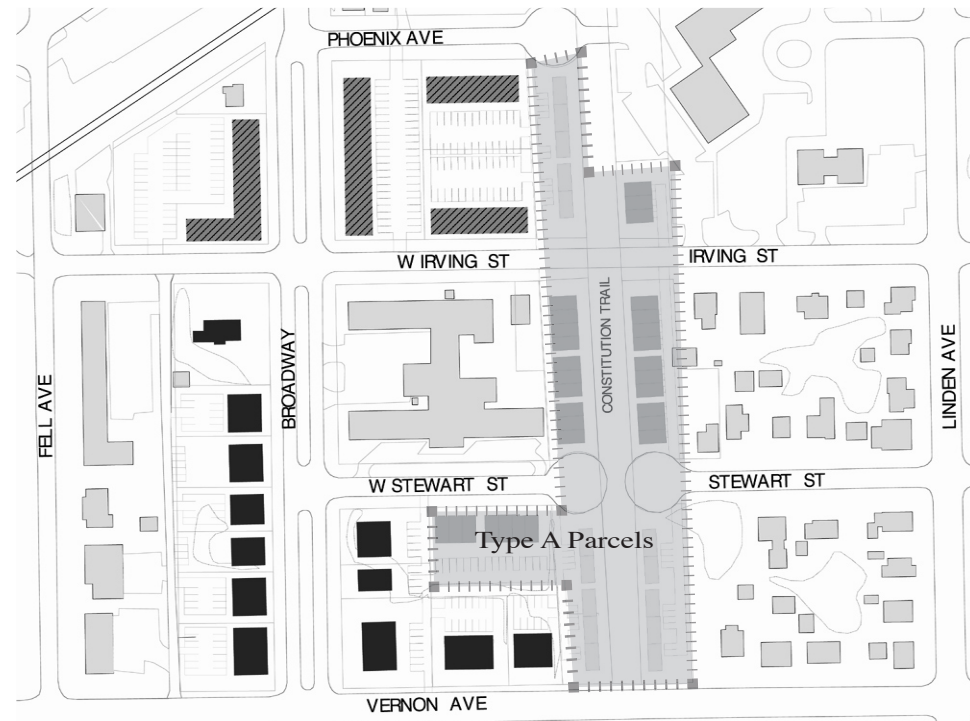 PHOENIX AVE
W IRVING ST
IRVING ST
CONSTITUTION TRAIL
BROADWAY
FELL AVE
LINDEN AVE
W STEWART ST
STEWART ST
Type A Parcels
VERNON AVE